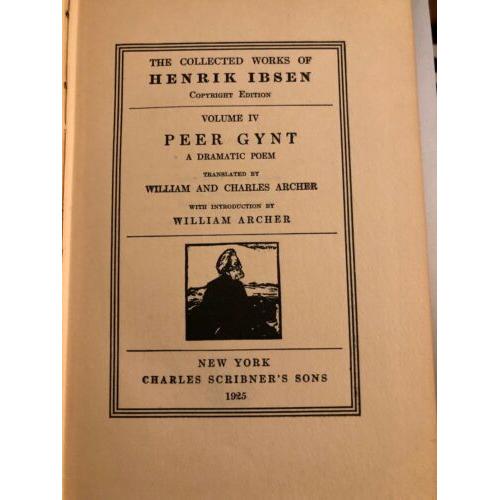 THE COLLECTED WORKS OF
HENRIK IBSEN
COPYRIGHT EDITION
VOLUME IV
PEER GYNT
A DRAMATIC POEM
TRANSLATED BY
WILLIAM AND CHARLES ARCHER
WITH INTRODUCTION BY
WILLIAM ARCHER
NEW YORK
CHARLES SCRIBNER'S SONS
1925